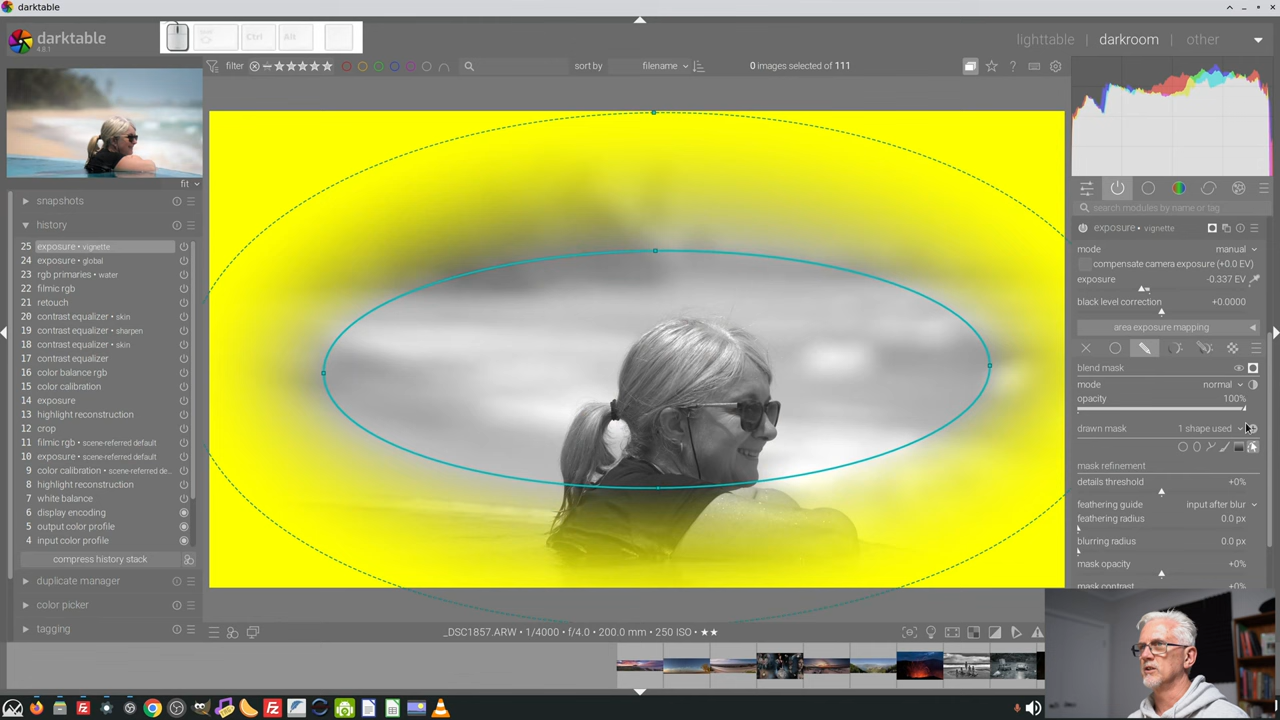 darktable
darktable
4.8.1
Ctrl
Alt
lighttable | darkroom | other
filter
sort by
filename
0 images selected of 111
fit
snapshots
history
25 exposure • vignette
24 exposure • global
23 rgb primaries • water
22 filmic rgb
21 retouch
20 contrast equalizer • skin
19 contrast equalizer • sharpen
18 contrast equalizer • skin
17 contrast equalizer
16 color balance rgb
15 color calibration
14 exposure
13 highlight reconstruction
12 crop
11 filmic rgb • scene-referred default
10 exposure • scene-referred default
9 color calibration • scene-referred de...
8 highlight reconstruction
7 white balance
6 display encoding
5 output color profile
4 input color profile
compress history stack
duplicate manager
color picker
tagging
_DSC1857.ARW • 1/4000 • f/4.0 • 200.0 mm • 250 ISO • ★★
search modules by name or tag
exposure • vignette
mode manual
compensate camera exposure (+0.0 EV)
exposure -0.337 EV
black level correction +0.0000
area exposure mapping
blend mask
mode normal
opacity 100%
drawn mask 1 shape used
mask refinement
details threshold +0%
feathering guide input after blur
feathering radius 0.0 px
blurring radius 0.0 px
mask opacity +0%
mask contrast +0%